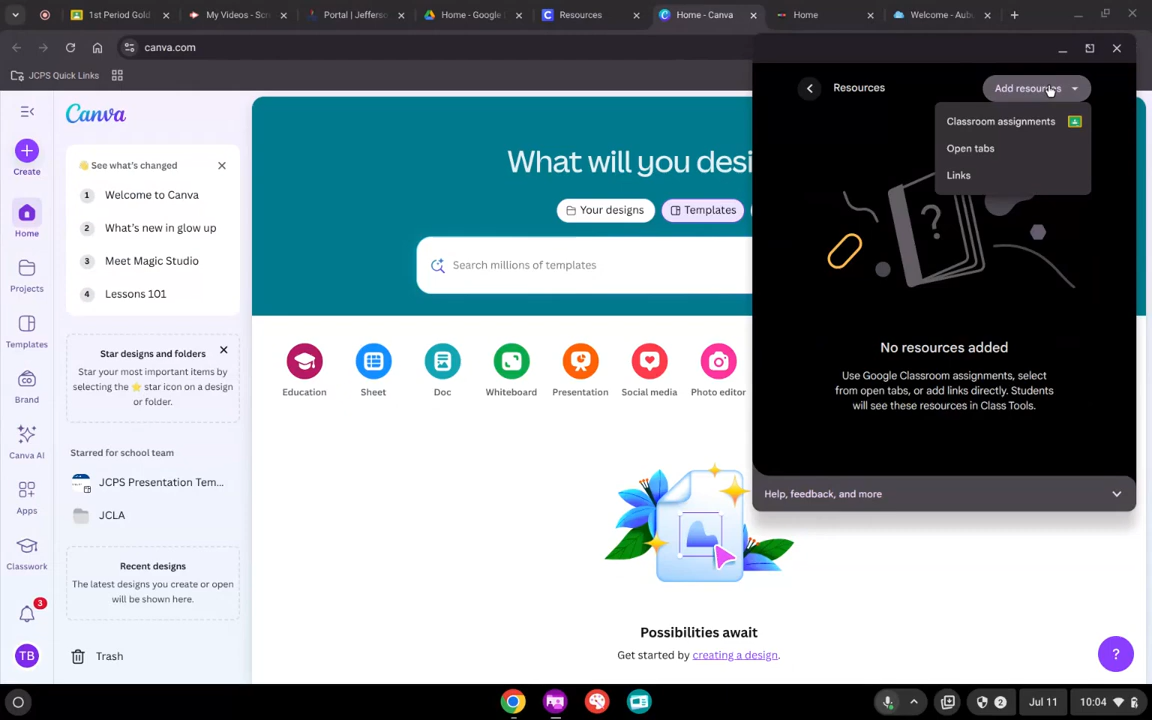 1st Period Gold
My Videos - Scr
Portal | Jeffers
Home - Google
Resources
Home - Canva
Home
Welcome - Aub
canva.com
JCPS Quick Links
Canva
Create
Home
Projects
Templates
Brand
Canva AI
Apps
Classwork
3
TB
👋 See what's changed
1 Welcome to Canva
2 What's new in glow up
3 Meet Magic Studio
4 Lessons 101
Star designs and folders
Star your most important items by
selecting the ⭐ star icon on a design
or folder.
Starred for school team
JCPS Presentation Tem...
JCLA
Recent designs
The latest designs you create or open
will be shown here.
Trash
What will you desi
Your designs
Templates
Search millions of templates
Education
Sheet
Doc
Whiteboard
Presentation
Social media
Photo editor
Possibilities await
Get started by creating a design.
?
Resources
Add resources
Classroom assignments
Open tabs
Links
?
No resources added
Use Google Classroom assignments, select
from open tabs, or add links directly. Students
will see these resources in Class Tools.
Help, feedback, and more
2
Jul 11
10:04